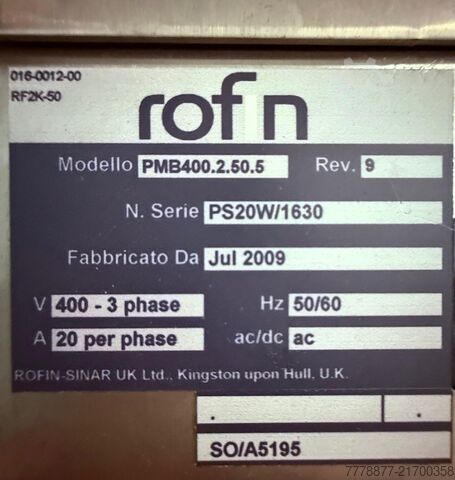 016-0012-00
RF2K-50
rofin
Modello PMB400.2.50.5 Rev. 9
N. Serie PS20W/1630
Fabbricato Da Jul 2009
V 400 - 3 phase Hz 50/60
A 20 per phase ac/dc ac
ROFIN-SINAR UK Ltd., Kingston upon Hull, U.K.
. .
SO/A5195
7778877-21700358